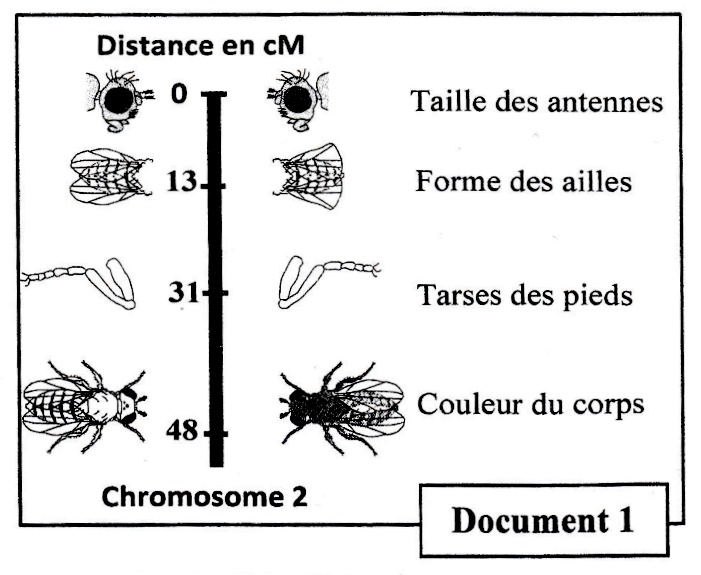 Distance en cM
0 Taille des antennes
13 Forme des ailles
31 Tarses des pieds
48 Couleur du corps
Chromosome 2
Document 1